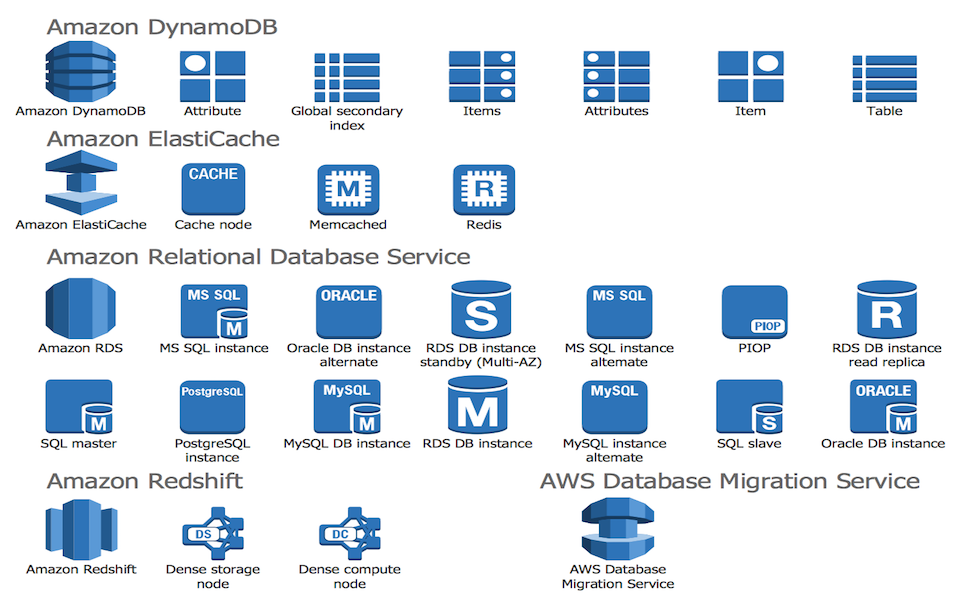 Amazon DynamoDB
Amazon DynamoDB
Attribute
Global secondary
index
Items
Attributes
Item
Table
Amazon ElastiCache
CACHE
M
R
Amazon ElastiCache
Cache node
Memcached
Redis
Amazon Relational Database Service
MS SQL
M
ORACLE
S
MS SQL
PIOP
R
Amazon RDS
MS SQL instance
Oracle DB instance
alternate
RDS DB instance
standby (Multi-AZ)
MS SQL instance
altemate
PIOP
RDS DB instance
read replica
M
PostgreSQL
MySQL
M
M
MySQL
S
ORACLE
M
SQL master
PostgreSQL
instance
MySQL DB instance
RDS DB instance
MySQL instance
altemate
SQL slave
Oracle DB instance
Amazon Redshift
AWS Database Migration Service
DS
DC
Amazon Redshift
Dense storage
node
Dense compute
node
AWS Database
Migration Service